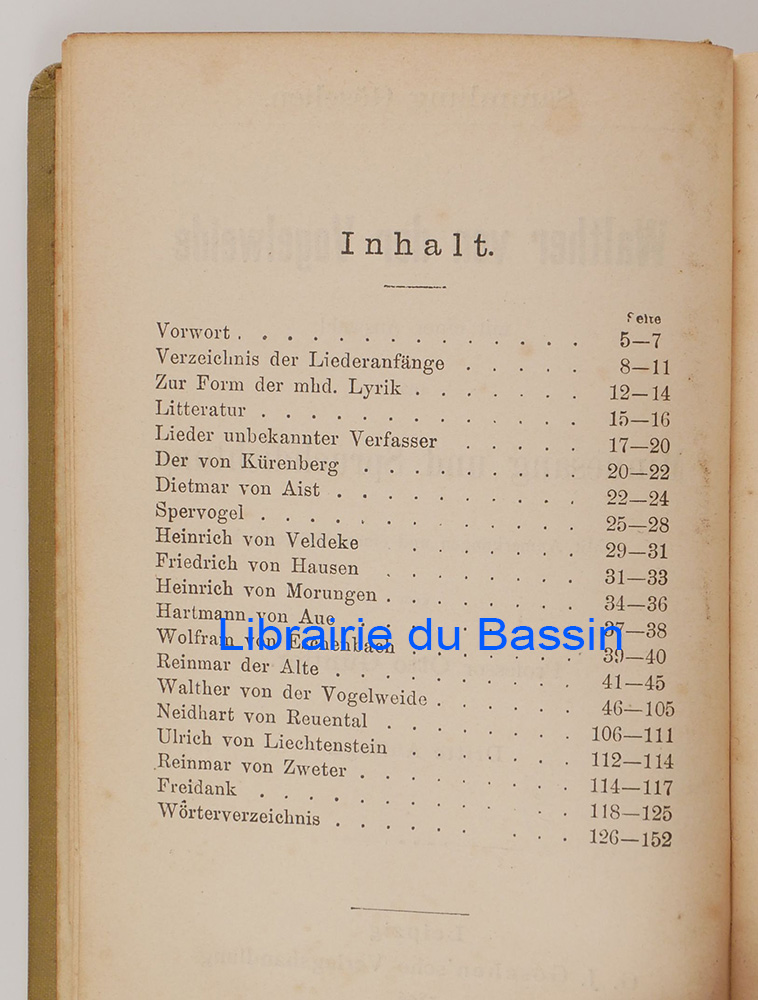 Inhalt.
Seite
Vorwort . . . . . . . . . . . . . 5—7
Verzeichnis der Liederanfänge . . . . . 8—11
Zur Form der mhd. Lyrik . . . . . . . 12—14
Litteratur . . . . . . . . . . . . . 15—16
Lieder unbekannter Verfasser . . . . . 17—20
Der von Kürenberg . . . . . . . . . 20—22
Dietmar von Aist . . . . . . . . . . 22—24
Spervogel . . . . . . . . . . . . . 25—28
Heinrich von Veldeke . . . . . . . 29—31
Friedrich von Hausen . . . . . . . . 31—33
Heinrich von Morungen . . . . . . . . 34—36
Hartmann von Aue . . . . . . . . . 37—38
Wolfram von Eschenbach . . . . . . . 39—40
Reinmar der Alte . . . . . . . . . . 41—45
Walther von der Vogelweide . . . . . . 46—105
Neidhart von Reuental . . . . . . . . 106—111
Ulrich von Liechtenstein . . . . . . . 112—114
Reinmar von Zweter . . . . . . . . . 114—117
Freidank . . . . . . . . . . . . . 118—125
Wörterverzeichnis . . . . . . . . . 126—152
Librairie du Bassin